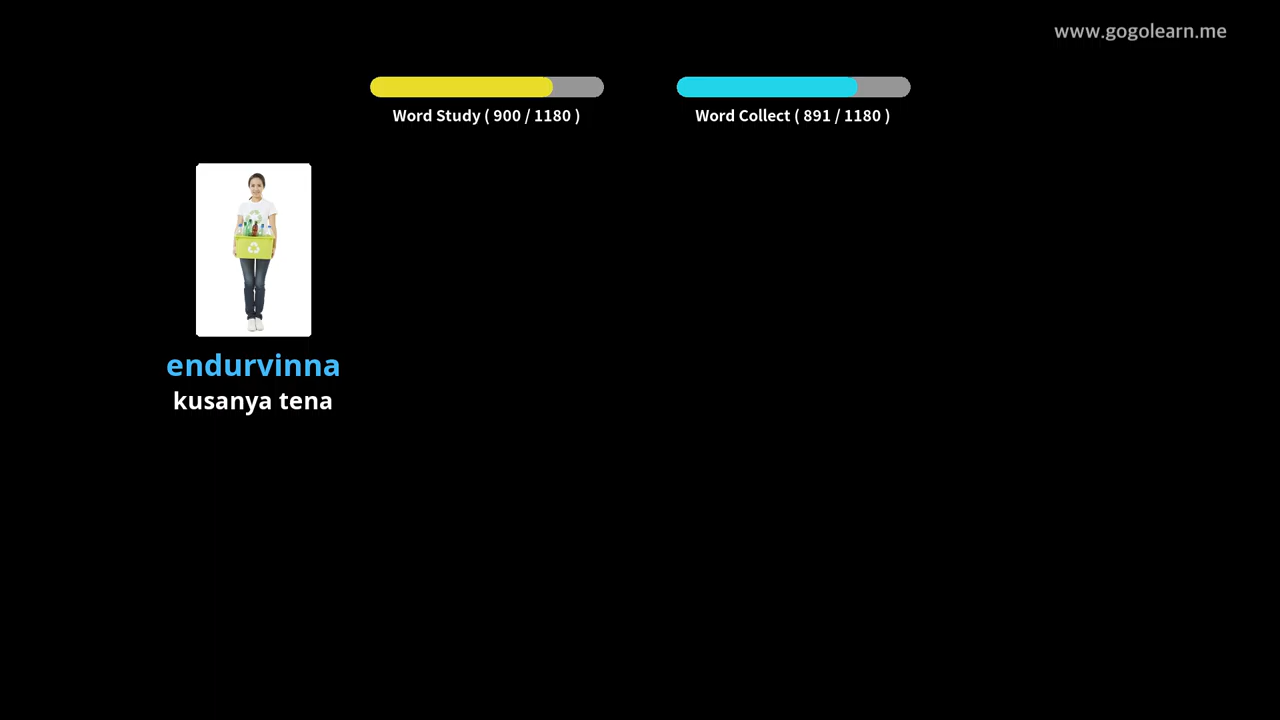 www.gogolearn.me
Word Study ( 900 / 1180 )
Word Collect ( 891 / 1180 )
endurvinna
kusanya tena